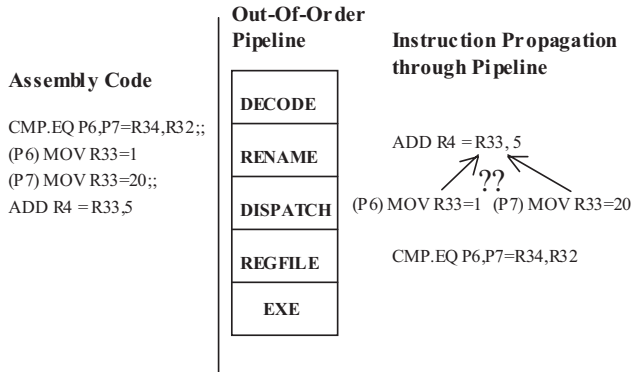 Assembly Code
CMP.EQ P6,P7=R34,R32;;
(P6) MOV R33=1
(P7) MOV R33=20;;
ADD R4 = R33,5
Out-Of-Order
Pipeline
DECODE
RENAME
DISPATCH
REGFILE
EXE
Instruction Propagation
through Pipeline
ADD R4 = R33, 5
??
(P6) MOV R33=1 (P7) MOV R33=20
CMP.EQ P6,P7=R34,R32